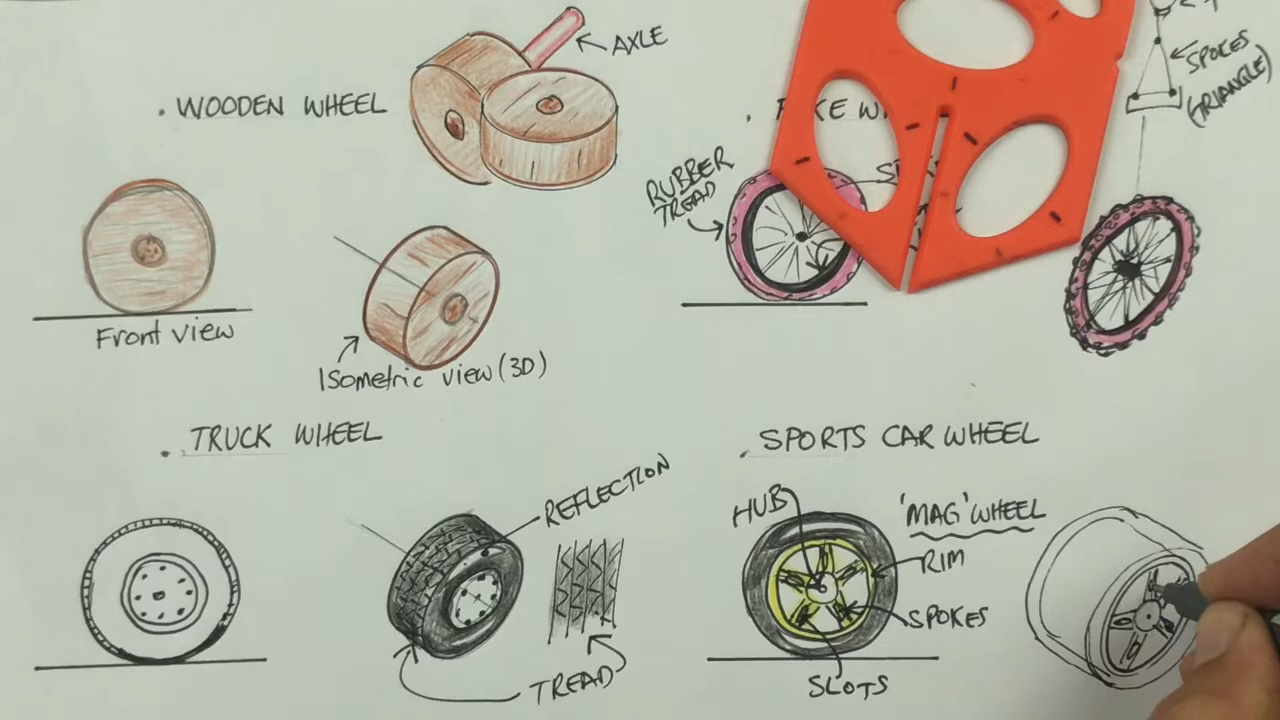 AXLE
SPOKES
(TRIANGLE)
. WOODEN WHEEL
RUBBER
TREAD
Front view
Isometric view (3D)
. TRUCK WHEEL
. SPORTS CAR WHEEL
REFLECTION
HUB
'MAG' WHEEL
RIM
SPOKES
TREAD
SLOTS